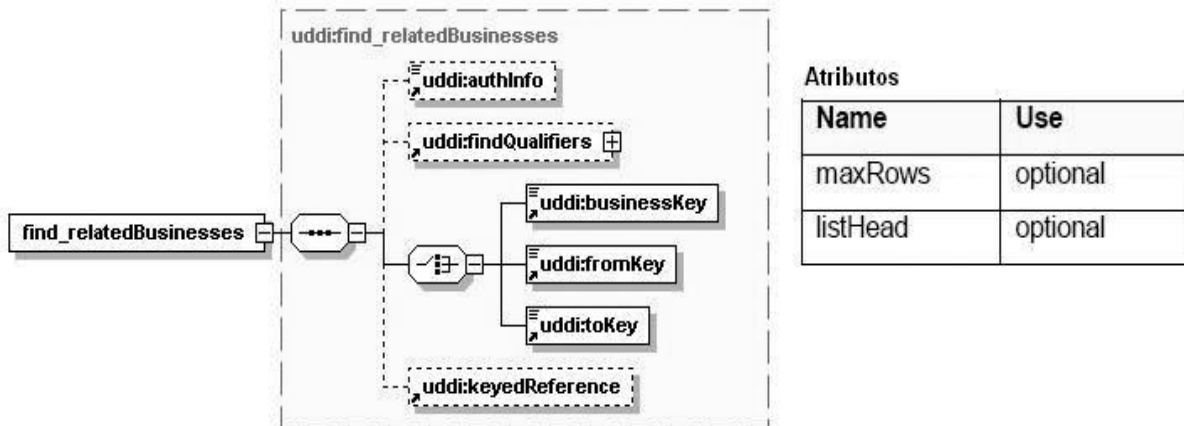 uddi:find_relatedBusinesses
uddi:authInfo
uddi:findQualifiers
uddi:businessKey
find_relatedBusinesses
uddi:fromKey
uddi:toKey
uddi:keyedReference
Atributos
Name Use
maxRows optional
listHead optional